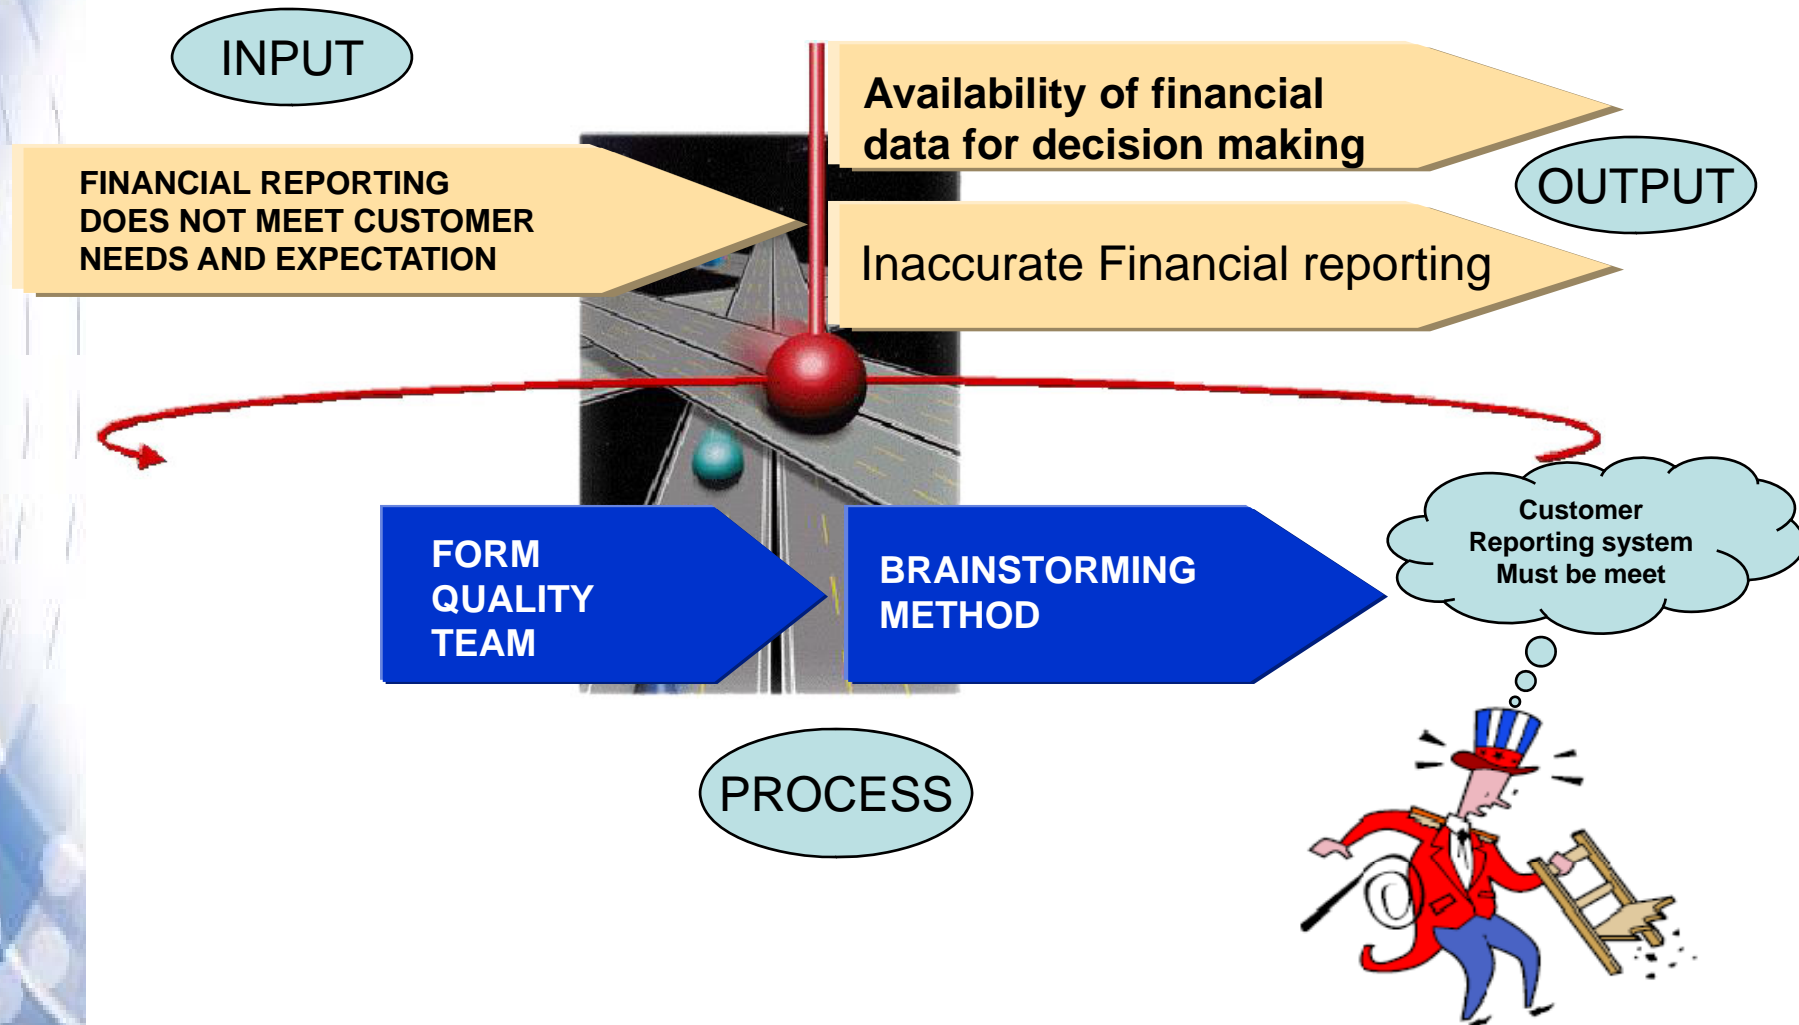 INPUT
Availability of financial
data for decision making
FINANCIAL REPORTING
DOES NOT MEET CUSTOMER
NEEDS AND EXPECTATION
OUTPUT
Inaccurate Financial reporting
Customer
Reporting system
Must be meet
FORM
QUALITY
TEAM
BRAINSTORMING
METHOD
PROCESS